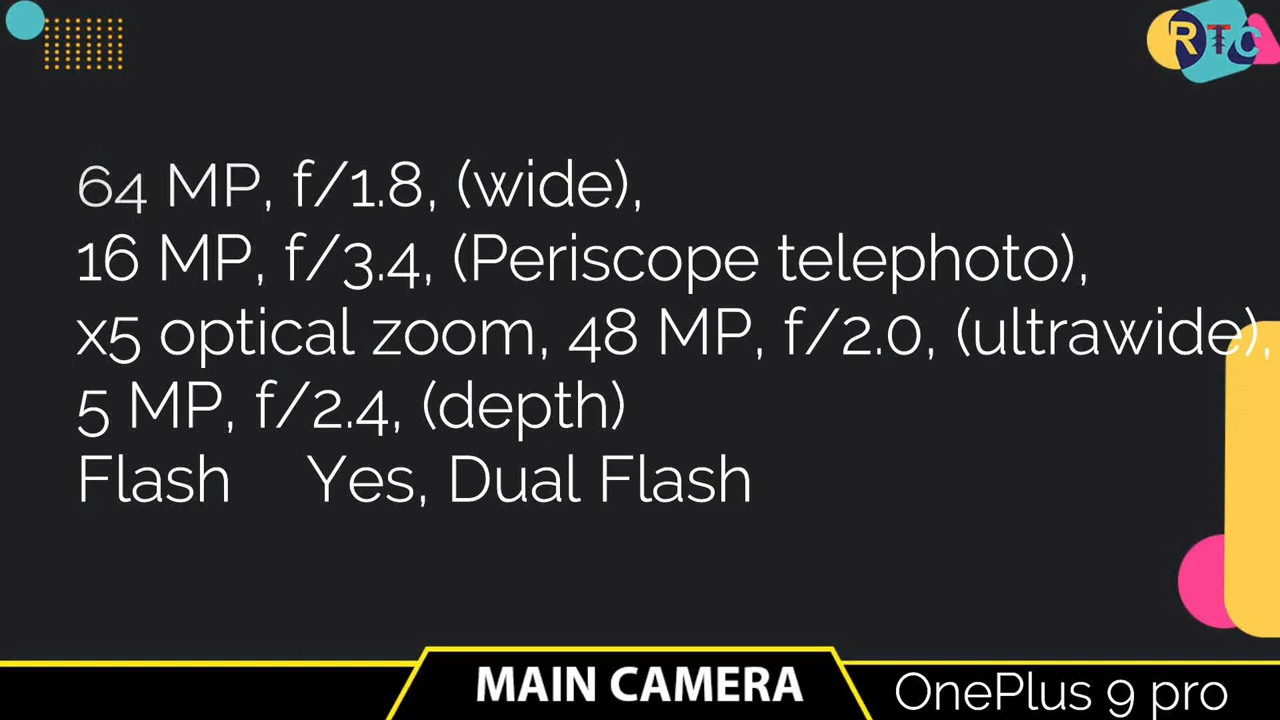 RTC
64 MP, f/1.8, (wide),
16 MP, f/3.4, (Periscope telephoto),
x5 optical zoom, 48 MP, f/2.0, (ultrawide),
5 MP, f/2.4, (depth)
Flash Yes, Dual Flash
MAIN CAMERA
OnePlus 9 pro